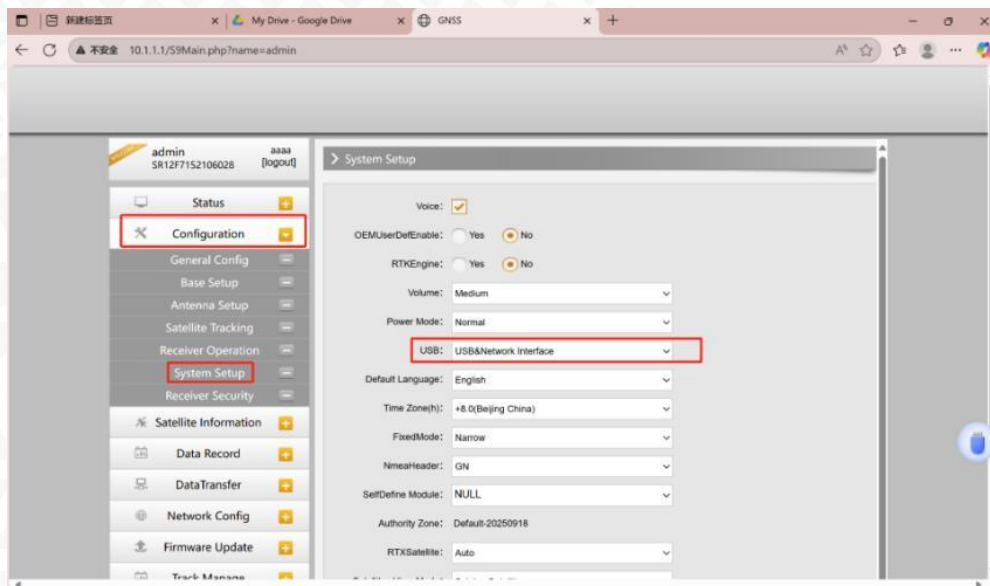 新建标签页
My Drive - Google Drive
GNSS
不安全 10.1.1.1/S9Main.php?name=admin
admin
SR12F7152106028
aaaa
[logout]
System Setup
Status
Configuration
General Config
Base Setup
Antenna Setup
Satellite Tracking
Receiver Operation
System Setup
Receiver Security
Satellite Information
Data Record
DataTransfer
Network Config
Firmware Update
Track Manage
Voice:
OEMUserDefEnable: Yes No
RTKEngine: Yes No
Volume: Medium
Power Mode: Normal
USB: USB&Network Interface
Default Language: English
Time Zone(h): +8.0(Beijing China)
FixedMode: Narrow
NmeaHeader: GN
SelfDefine Module: NULL
Authority Zone: Default-20250918
RTXSatellite: Auto